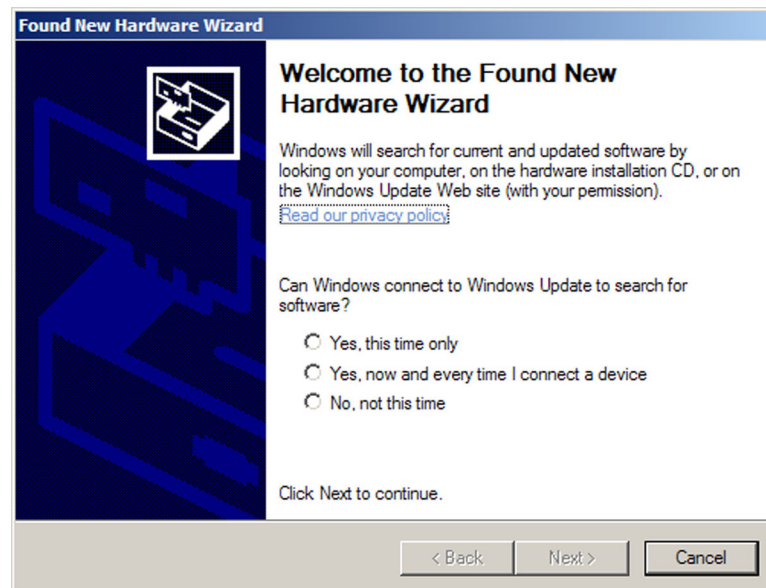 Found New Hardware Wizard
Welcome to the Found New
Hardware Wizard
Windows will search for current and updated software by
looking on your computer, on the hardware installation CD, or on
the Windows Update Web site (with your permission).
Read our privacy policy
Can Windows connect to Windows Update to search for
software?
Yes, this time only
Yes, now and every time I connect a device
No, not this time
Click Next to continue.
< Back
Next >
Cancel